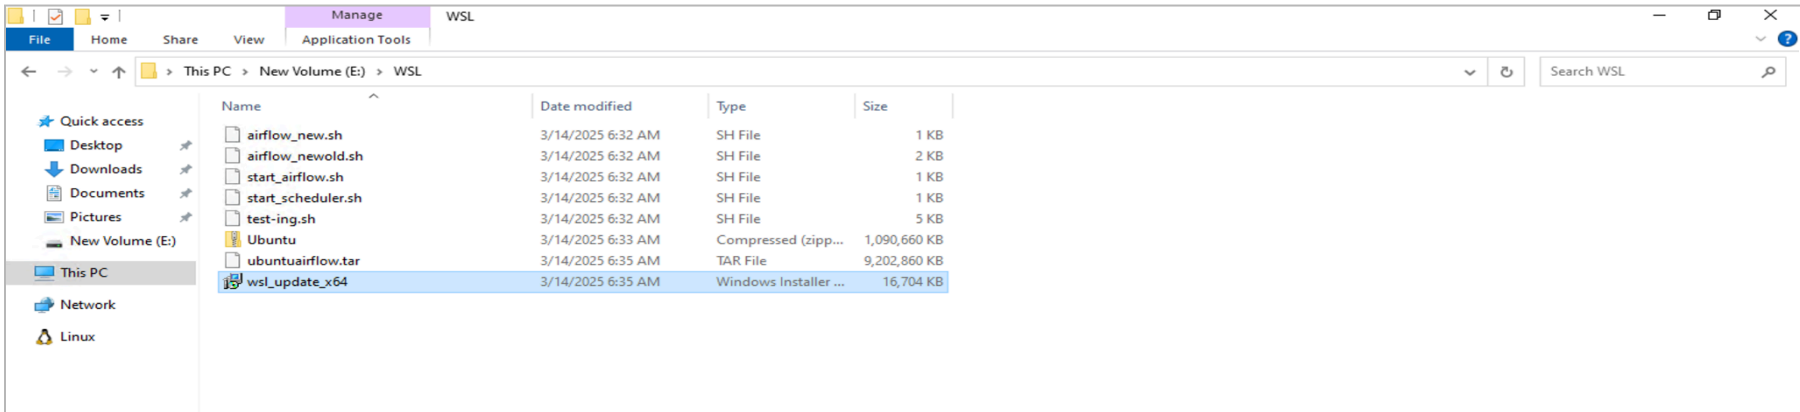 Manage WSL
File Home Share View Application Tools
This PC New Volume (E:) WSL Search WSL
Name Date modified Type Size
Quick access
Desktop
Downloads
Documents
Pictures
New Volume (E:)
This PC
Network
Linux
airflow_new.sh 3/14/2025 6:32 AM SH File 1 KB
airflow_newold.sh 3/14/2025 6:32 AM SH File 2 KB
start_airflow.sh 3/14/2025 6:32 AM SH File 1 KB
start_scheduler.sh 3/14/2025 6:32 AM SH File 1 KB
test-ing.sh 3/14/2025 6:32 AM SH File 5 KB
Ubuntu 3/14/2025 6:33 AM Compressed (zipp... 1,090,660 KB
ubuntuairflow.tar 3/14/2025 6:35 AM TAR File 9,202,860 KB
wsl_update_x64 3/14/2025 6:35 AM Windows Installer ... 16,704 KB